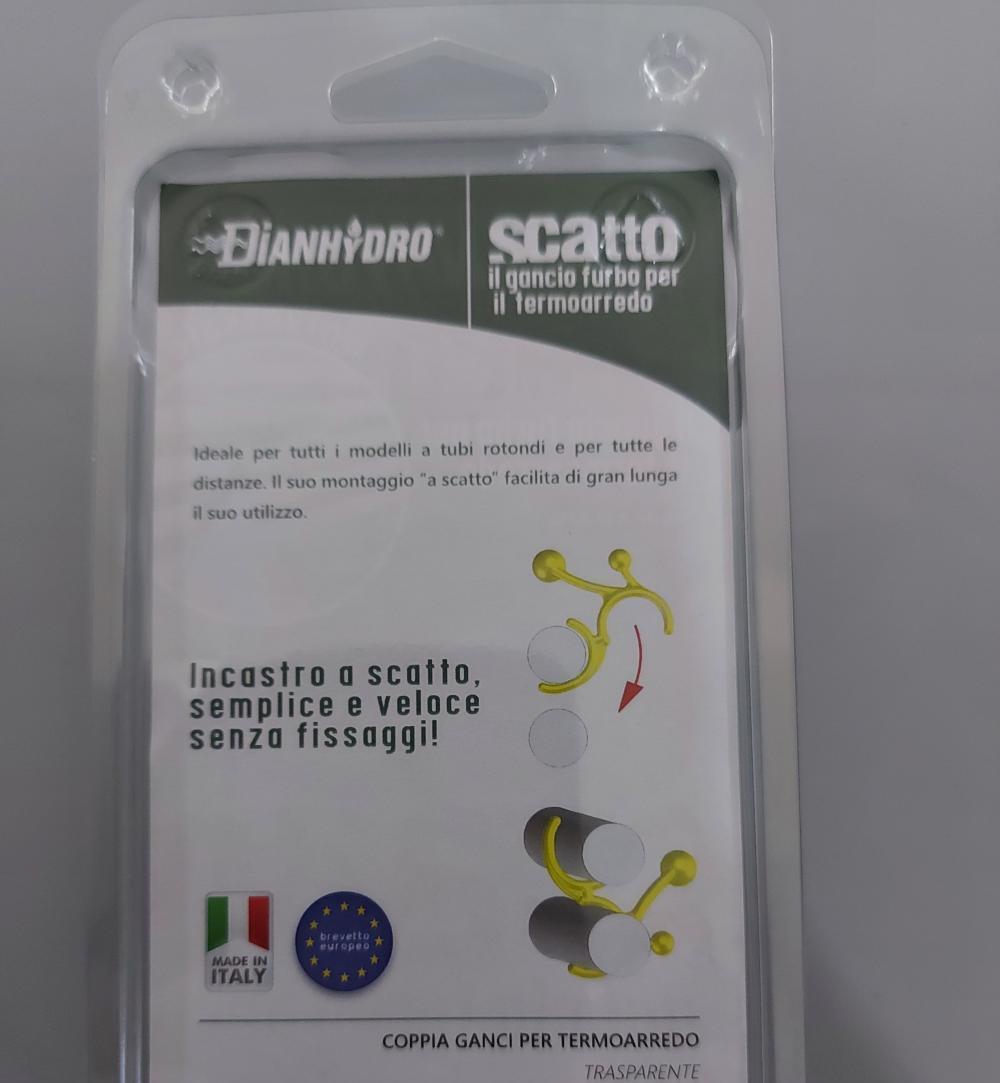 DIANHYDRO
scatto
il gancio furbo per
il termoarredo
Ideale per tutti i modelli a tubi rotondi e per tutte le
distanze. Il suo montaggio "a scatto" facilita di gran lunga
il suo utilizzo.
Incastro a scatto,
semplice e veloce
senza fissaggi!
MADE IN
ITALY
brevetto
europeo
COPPIA GANCI PER TERMOARREDO
TRASPARENTE